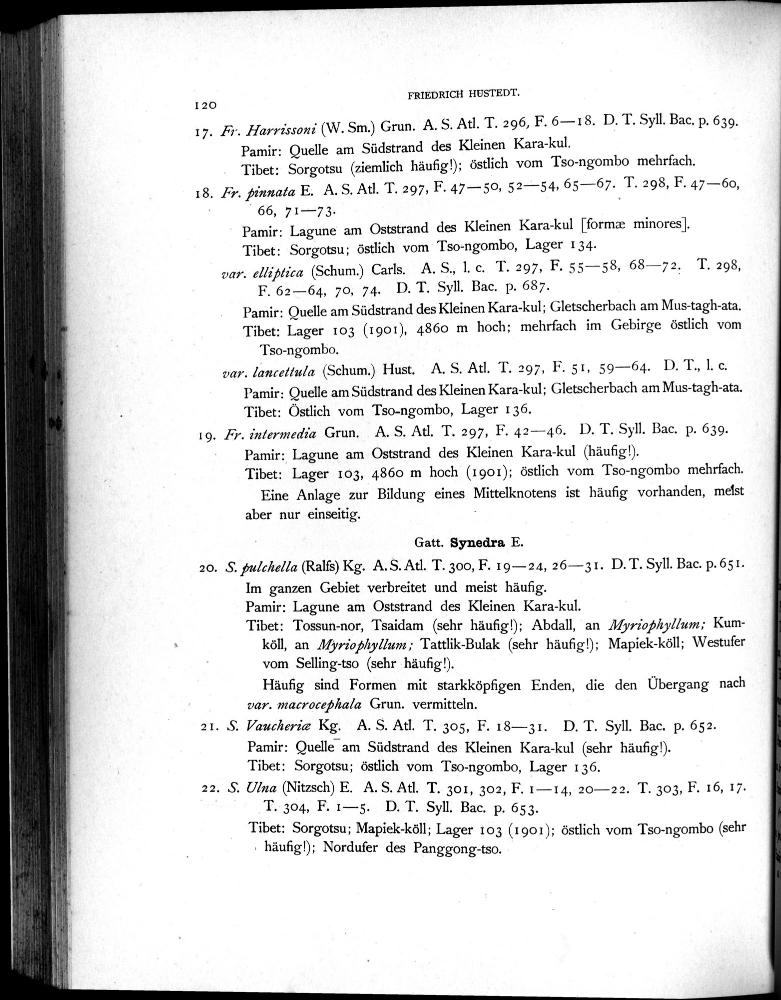 FRIEDRICH HUSTEDT.
120
17. Fr. Harrissoni (W. Sm.) Grun. A. S. Atl. T. 296, F. 6—18. D. T. Syll. Bac. p. 639.
Pamir: Quelle am Südstrand des Kleinen Kara-kul.
Tibet: Sorgotsu (ziemlich häufig!); östlich vom Tso-ngombo mehrfach.
18. Fr. pinnata E. A. S. Atl. T. 297, F. 47—50, 52—54, 65—67. T. 298, F. 47—60,
66, 71—73.
Pamir: Lagune am Oststrand des Kleinen Kara-kul [formæ minores].
Tibet: Sorgotsu; östlich vom Tso-ngombo, Lager 134.
var. elliptica (Schum.) Carls. A. S., l. c. T. 297, F. 55—58, 68—72. T. 298,
F. 62—64, 70, 74. D. T. Syll. Bac. p. 687.
Pamir: Quelle am Südstrand des Kleinen Kara-kul; Gletscherbach am Mus-tagh-ata.
Tibet: Lager 103 (1901), 4860 m hoch; mehrfach im Gebirge östlich vom
Tso-ngombo.
var. lancettula (Schum.) Hust. A. S. Atl. T. 297, F. 51, 59—64. D. T., l. c.
Pamir: Quelle am Südstrand des Kleinen Kara-kul; Gletscherbach am Mus-tagh-ata.
Tibet: Östlich vom Tso-ngombo, Lager 136.
19. Fr. intermedia Grun. A. S. Atl. T. 297, F. 42—46. D. T. Syll. Bac. p. 639.
Pamir: Lagune am Oststrand des Kleinen Kara-kul (häufig!).
Tibet: Lager 103, 4860 m hoch (1901); östlich vom Tso-ngombo mehrfach.
Eine Anlage zur Bildung eines Mittelknotens ist häufig vorhanden, meist
aber nur einseitig.
Gatt. Synedra E.
20. S. pulchella (Ralfs) Kg. A. S. Atl. T. 300, F. 19—24, 26—31. D. T. Syll. Bac. p. 651.
Im ganzen Gebiet verbreitet und meist häufig.
Pamir: Lagune am Oststrand des Kleinen Kara-kul.
Tibet: Tossun-nor, Tsaidam (sehr häufig!); Abdall, an Myriophyllum; Kum-
köll, an Myriophyllum; Tattlik-Bulak (sehr häufig!); Mapiek-köll; Westufer
vom Selling-tso (sehr häufig!).
Häufig sind Formen mit starkköpfigen Enden, die den Übergang nach
var. macrocephala Grun. vermitteln.
21. S. Vaucheriæ Kg. A. S. Atl. T. 305, F. 18—31. D. T. Syll. Bac. p. 652.
Pamir: Quelle am Südstrand des Kleinen Kara-kul (sehr häufig!).
Tibet: Sorgotsu; östlich vom Tso-ngombo, Lager 136.
22. S. Ulna (Nitzsch) E. A. S. Atl. T. 301, 302, F. 1—14, 20—22. T. 303, F. 16, 17.
T. 304, F. 1—5. D. T. Syll. Bac. p. 653.
Tibet: Sorgotsu; Mapiek-köll; Lager 103 (1901); östlich vom Tso-ngombo (sehr
häufig!); Nordufer des Panggong-tso.